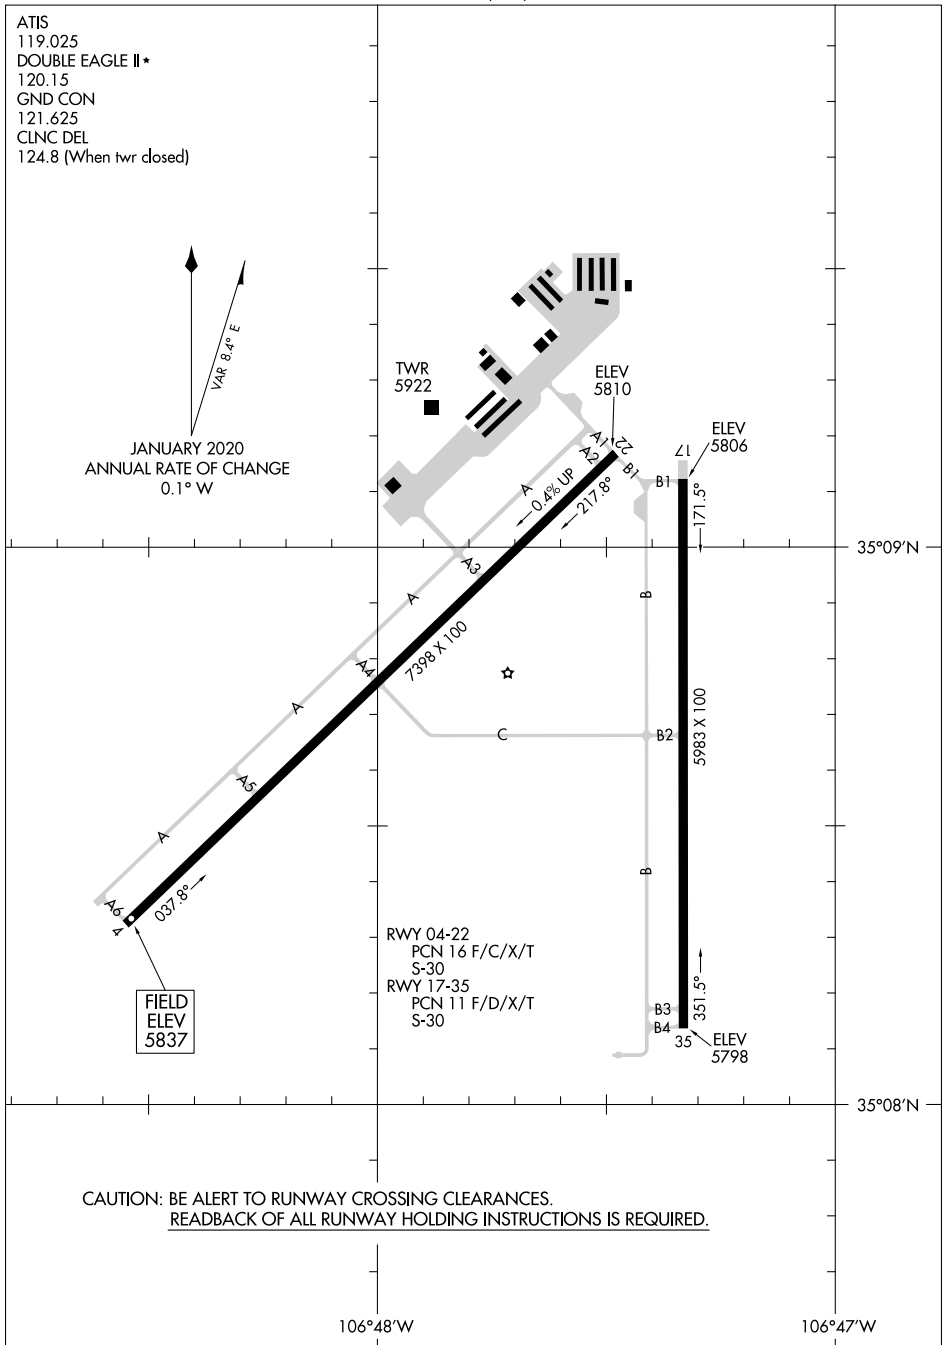 ATIS
119.025
DOUBLE EAGLE II ★
120.15
GND CON
121.625
CLNC DEL
124.8 (When twr closed)
VAR 8.4° E
JANUARY 2020
ANNUAL RATE OF CHANGE
0.1° W
TWR
5922
ELEV
5810
ELEV
5806
A1
22
A2
B1
B1
17
A
0.4% UP
217.8°
171.5°
35°09'N
A3
A
B
7398 X 100
A4
A
C
B2
5983 X 100
A5
A
B
037.8°
A6
4
FIELD
ELEV
5837
RWY 04-22
PCN 16 F/C/X/T
S-30
RWY 17-35
PCN 11 F/D/X/T
S-30
351.5°
B3
B4
35
ELEV
5798
35°08'N
CAUTION: BE ALERT TO RUNWAY CROSSING CLEARANCES.
READBACK OF ALL RUNWAY HOLDING INSTRUCTIONS IS REQUIRED.
106°48'W
106°47'W